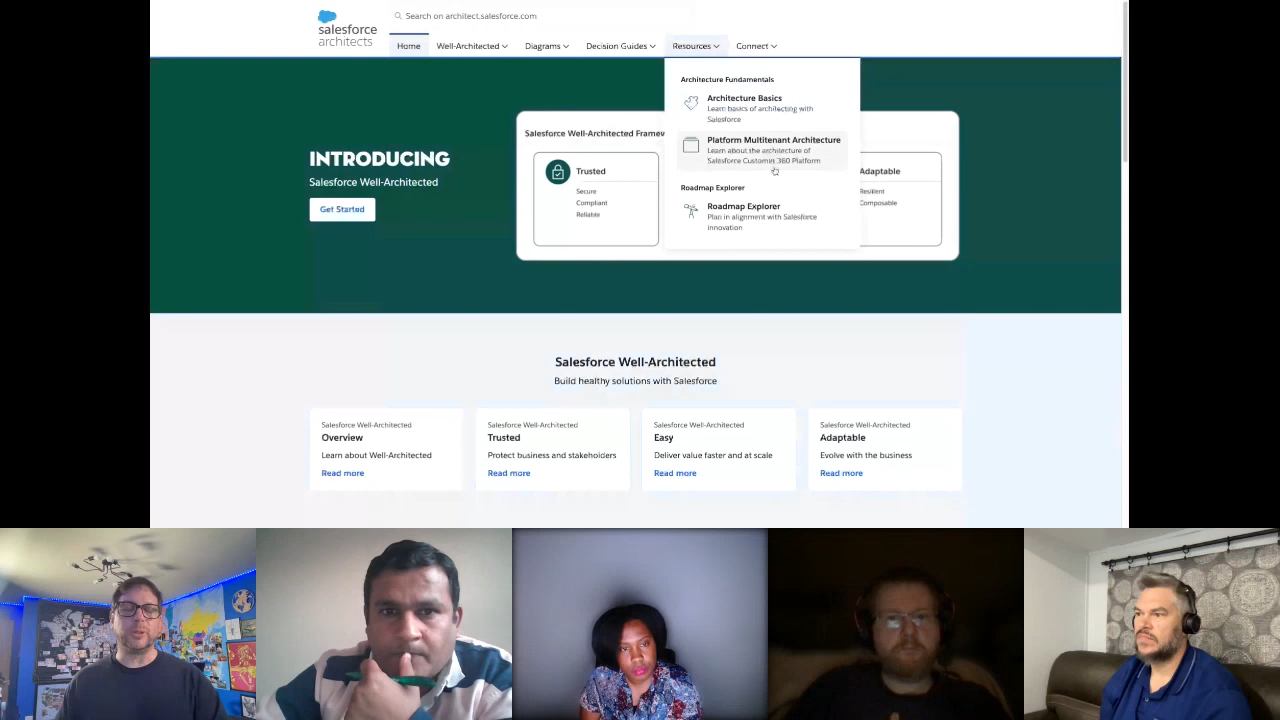 salesforce
architects
Search on architect.salesforce.com
Home Well-Architected Diagrams Decision Guides Resources Connect
Architecture Fundamentals
Architecture Basics
Learn basics of architecting with
Salesforce
Platform Multitenant Architecture
Learn about the architecture of
Salesforce Customer 360 Platform
Roadmap Explorer
Roadmap Explorer
Plan in alignment with Salesforce
innovation
INTRODUCING
Salesforce Well-Architected
Get Started
Salesforce Well-Architected Framew
Trusted
Secure
Compliant
Reliable
Adaptable
Resilient
Composable
Salesforce Well-Architected
Build healthy solutions with Salesforce
Salesforce Well-Architected
Overview
Learn about Well-Architected
Read more
Salesforce Well-Architected
Trusted
Protect business and stakeholders
Read more
Salesforce Well-Architected
Easy
Deliver value faster and at scale
Read more
Salesforce Well-Architected
Adaptable
Evolve with the business
Read more